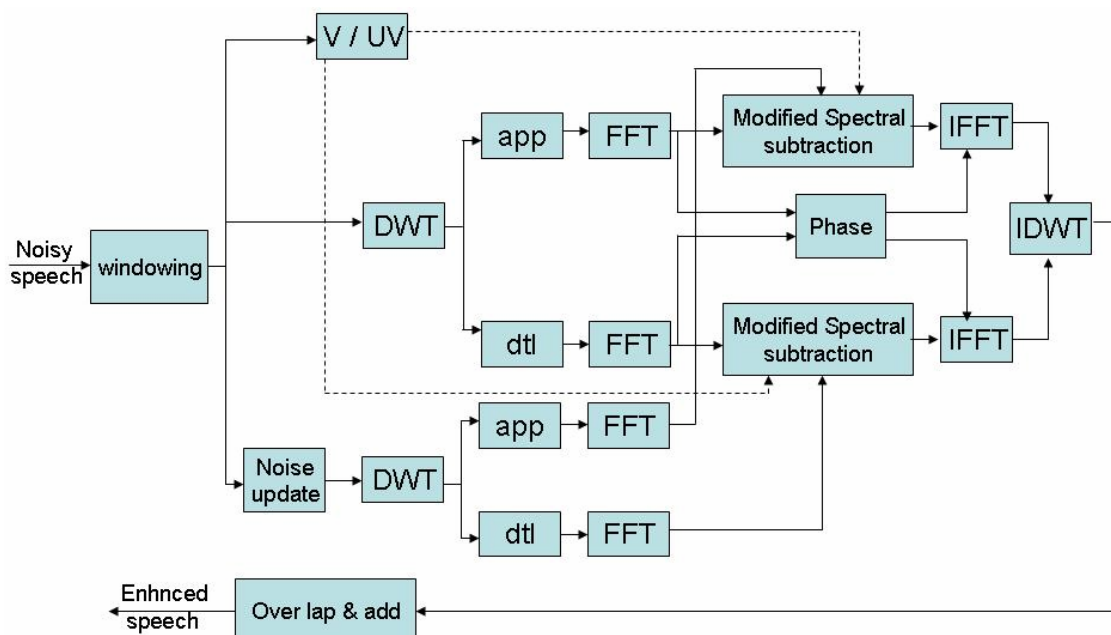 V / UV
app
FFT
Modified Spectral
subtraction
IFFT
DWT
Phase
IDWT
Noisy
speech
windowing
dtl
FFT
Modified Spectral
subtraction
IFFT
app
FFT
Noise
update
DWT
dtl
FFT
Enhnced
speech
Over lap & add